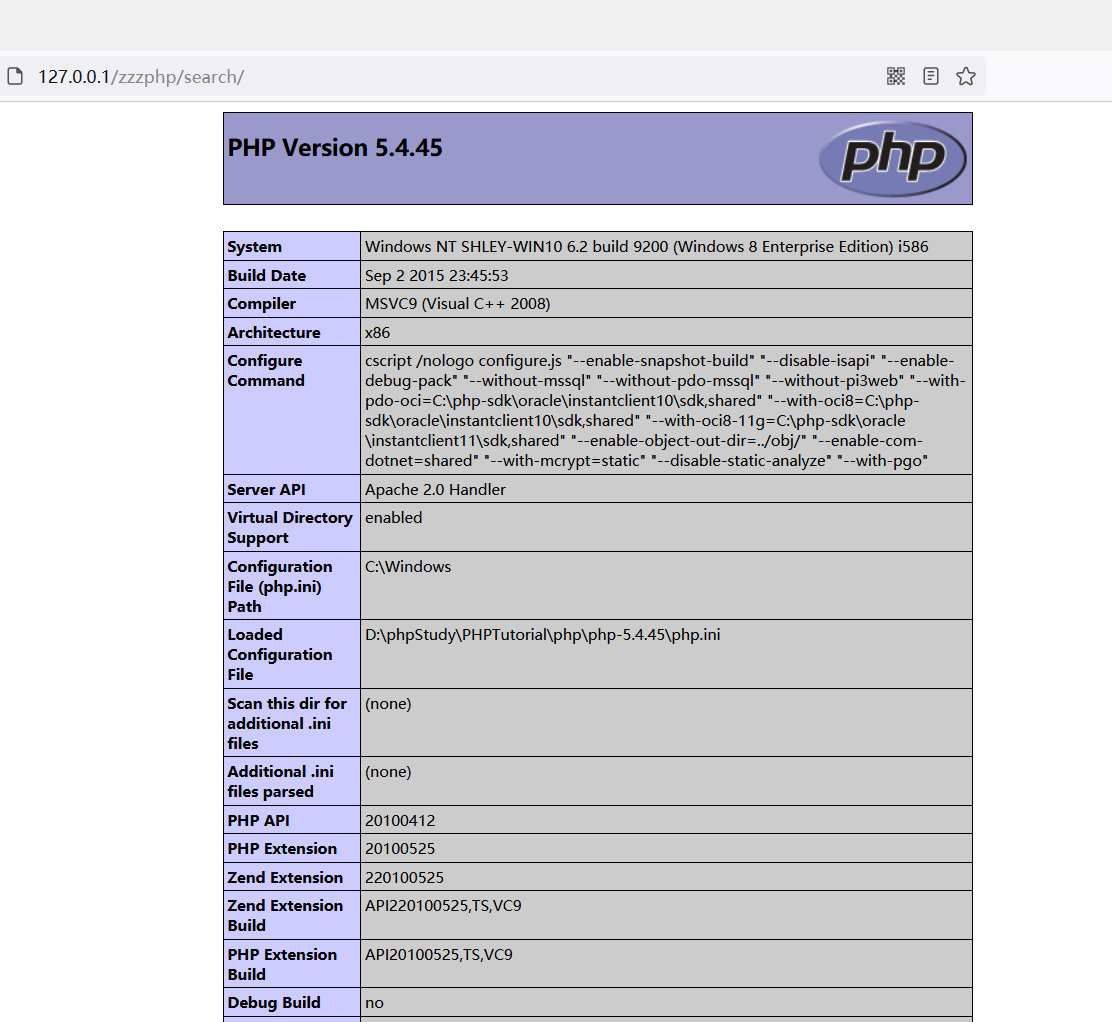 127.0.0.1/zzzphp/search/
PHP Version 5.4.45
php
System Windows NT SHLEY-WIN10 6.2 build 9200 (Windows 8 Enterprise Edition) i586
Build Date Sep 2 2015 23:45:53
Compiler MSVC9 (Visual C++ 2008)
Architecture x86
Configure Command cscript /nologo configure.js "--enable-snapshot-build" "--disable-isapi" "--enable-
debug-pack" "--without-mssql" "--without-pdo-mssql" "--without-pi3web" "--with-
pdo-oci=C:\php-sdk\oracle\instantclient10\sdk,shared" "--with-oci8=C:\php-
sdk\oracle\instantclient10\sdk,shared" "--with-oci8-11g=C:\php-sdk\oracle
\instantclient11\sdk,shared" "--enable-object-out-dir=../obj/" "--enable-com-
dotnet=shared" "--with-mcrypt=static" "--disable-static-analyze" "--with-pgo"
Server API Apache 2.0 Handler
Virtual Directory
Support enabled
Configuration
File (php.ini)
Path C:\Windows
Loaded
Configuration
File D:\phpStudy\PHPTutorial\php\php-5.4.45\php.ini
Scan this dir for
additional .ini
files (none)
Additional .ini
files parsed (none)
PHP API 20100412
PHP Extension 20100525
Zend Extension 220100525
Zend Extension
Build API220100525,TS,VC9
PHP Extension
Build API20100525,TS,VC9
Debug Build no